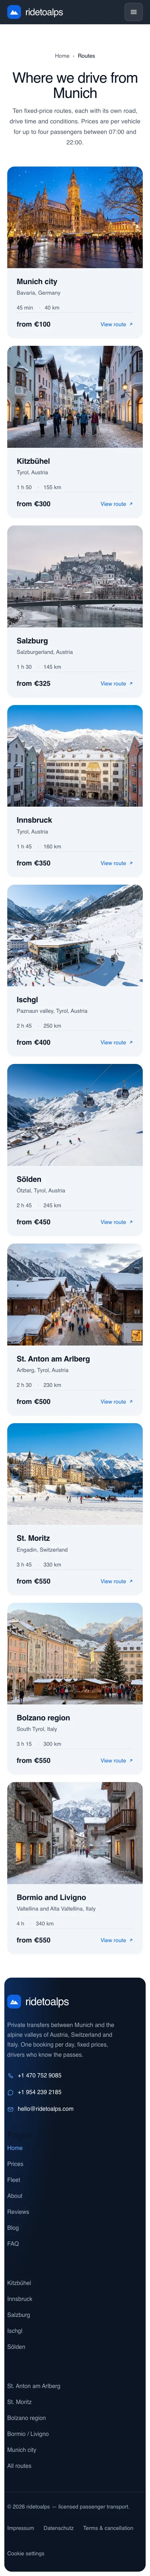 ridetoalps
Home › Routes
Where we drive from
Munich
Ten fixed-price routes, each with its own road,
drive time and conditions. Prices are per vehicle
for up to four passengers between 07:00 and
22:00.
Munich city
Bavaria, Germany
45 min 40 km
from €100 View route ↗
Kitzbühel
Tyrol, Austria
1 h 50 155 km
from €300 View route ↗
Salzburg
Salzburgerland, Austria
1 h 30 145 km
from €325 View route ↗
Innsbruck
Tyrol, Austria
1 h 45 160 km
from €350 View route ↗
Ischgl
Paznaun valley, Tyrol, Austria
2 h 45 250 km
from €400 View route ↗
Sölden
Ötztal, Tyrol, Austria
2 h 45 245 km
from €450 View route ↗
St. Anton am Arlberg
Arlberg, Tyrol, Austria
2 h 30 230 km
from €500 View route ↗
St. Moritz
Engadin, Switzerland
3 h 45 330 km
from €550 View route ↗
Bolzano region
South Tyrol, Italy
3 h 15 300 km
from €550 View route ↗
Bormio and Livigno
Valtellina and Alta Valtellina, Italy
4 h 340 km
from €550 View route ↗
ridetoalps
Private transfers between Munich and the
alpine valleys of Austria, Switzerland and
Italy. One booking per day, fixed prices,
drivers who know the passes.
+1 470 752 9085
+1 954 239 2185
hello@ridetoalps.com
Home
Prices
Fleet
About
Reviews
Blog
FAQ
Kitzbühel
Innsbruck
Salzburg
Ischgl
Sölden
St. Anton am Arlberg
St. Moritz
Bolzano region
Bormio / Livigno
Munich city
All routes
© 2026 ridetoalps — licensed passenger transport.
Impressum Datenschutz Terms & cancellation
Cookie settings